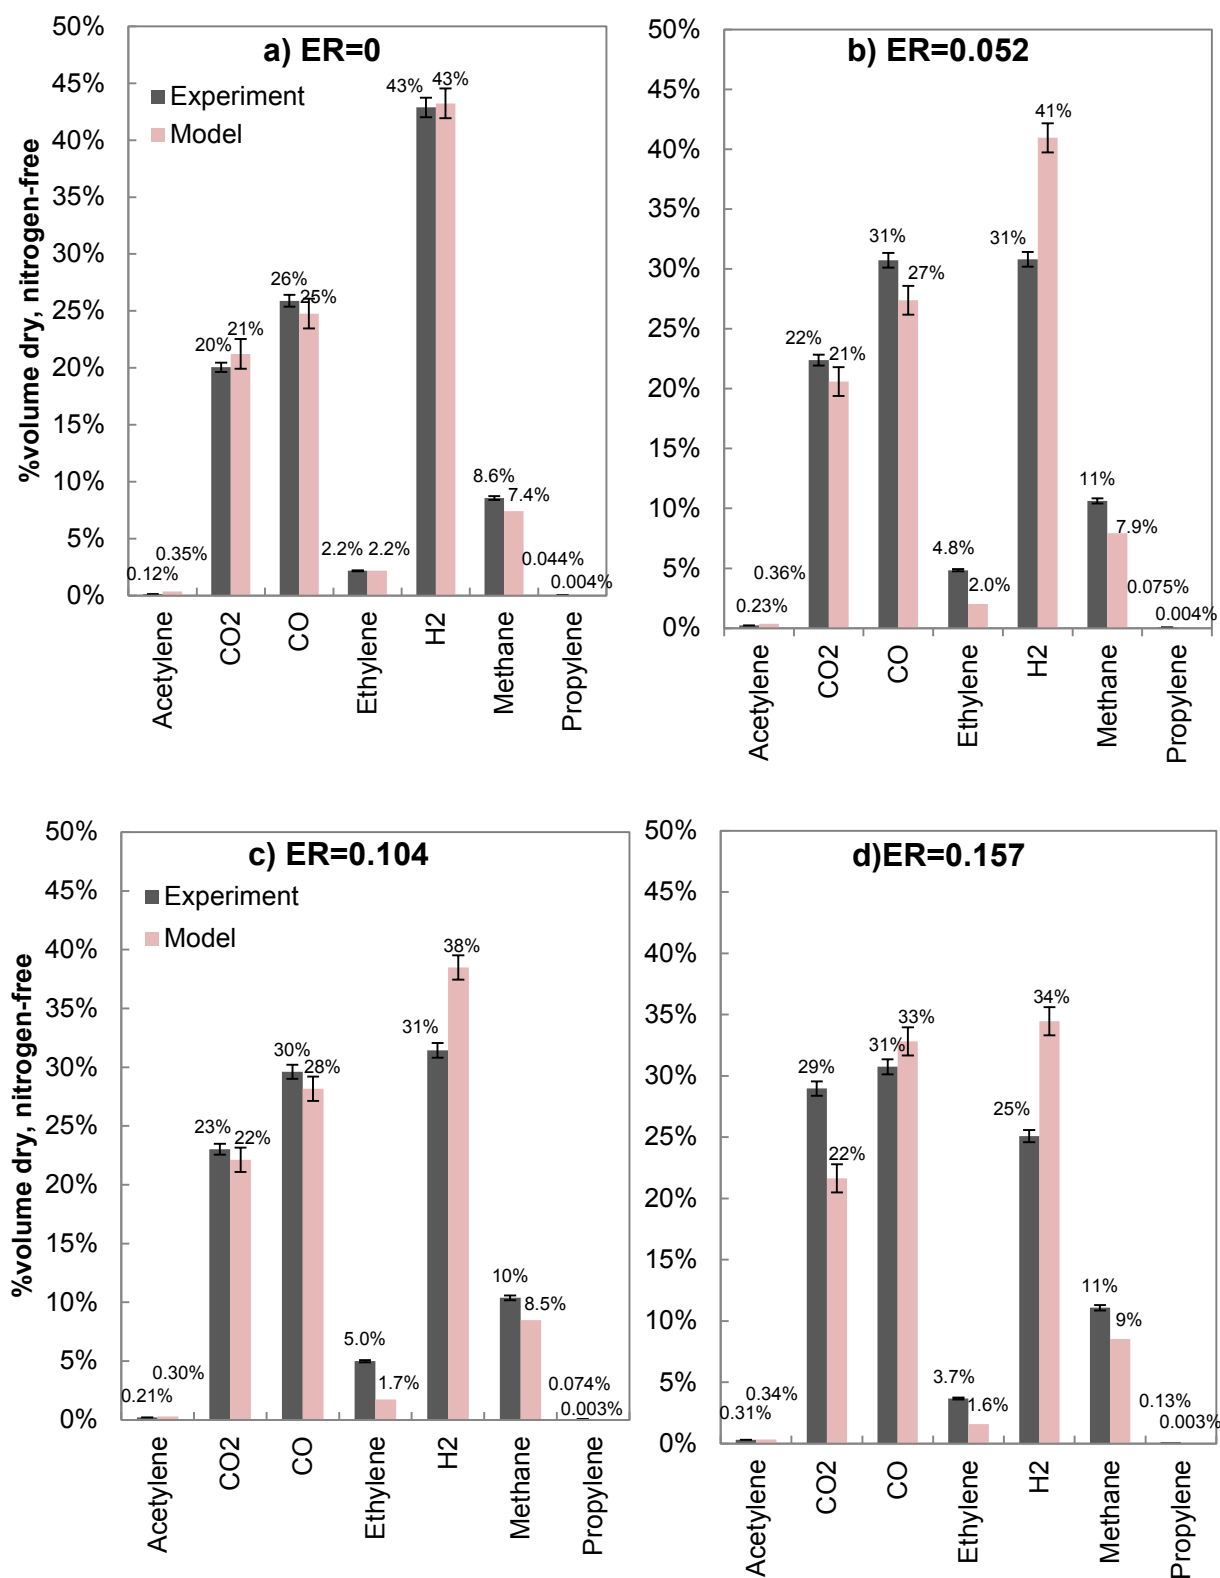 a) ER=0
Experiment
Model
%volume dry, nitrogen-free
50%
45%
40%
35%
30%
25%
20%
15%
10%
5%
0%
0.12%
0.35%
20%
21%
26%
25%
2.2%
2.2%
43%
43%
8.6%
7.4%
0.044%
0.004%
Acetylene
CO2
CO
Ethylene
H2
Methane
Propylene
b) ER=0.052
50%
45%
40%
35%
30%
25%
20%
15%
10%
5%
0%
0.23%
0.36%
22%
21%
31%
27%
4.8%
2.0%
31%
41%
11%
7.9%
0.075%
0.004%
Acetylene
CO2
CO
Ethylene
H2
Methane
Propylene
c) ER=0.104
Experiment
Model
%volume dry, nitrogen-free
50%
45%
40%
35%
30%
25%
20%
15%
10%
5%
0%
0.21%
0.30%
23%
22%
30%
28%
5.0%
1.7%
31%
38%
10%
8.5%
0.074%
0.003%
Acetylene
CO2
CO
Ethylene
H2
Methane
Propylene
d)ER=0.157
50%
45%
40%
35%
30%
25%
20%
15%
10%
5%
0%
0.31%
0.34%
29%
22%
31%
33%
3.7%
1.6%
25%
34%
11%
9%
0.13%
0.003%
Acetylene
CO2
CO
Ethylene
H2
Methane
Propylene